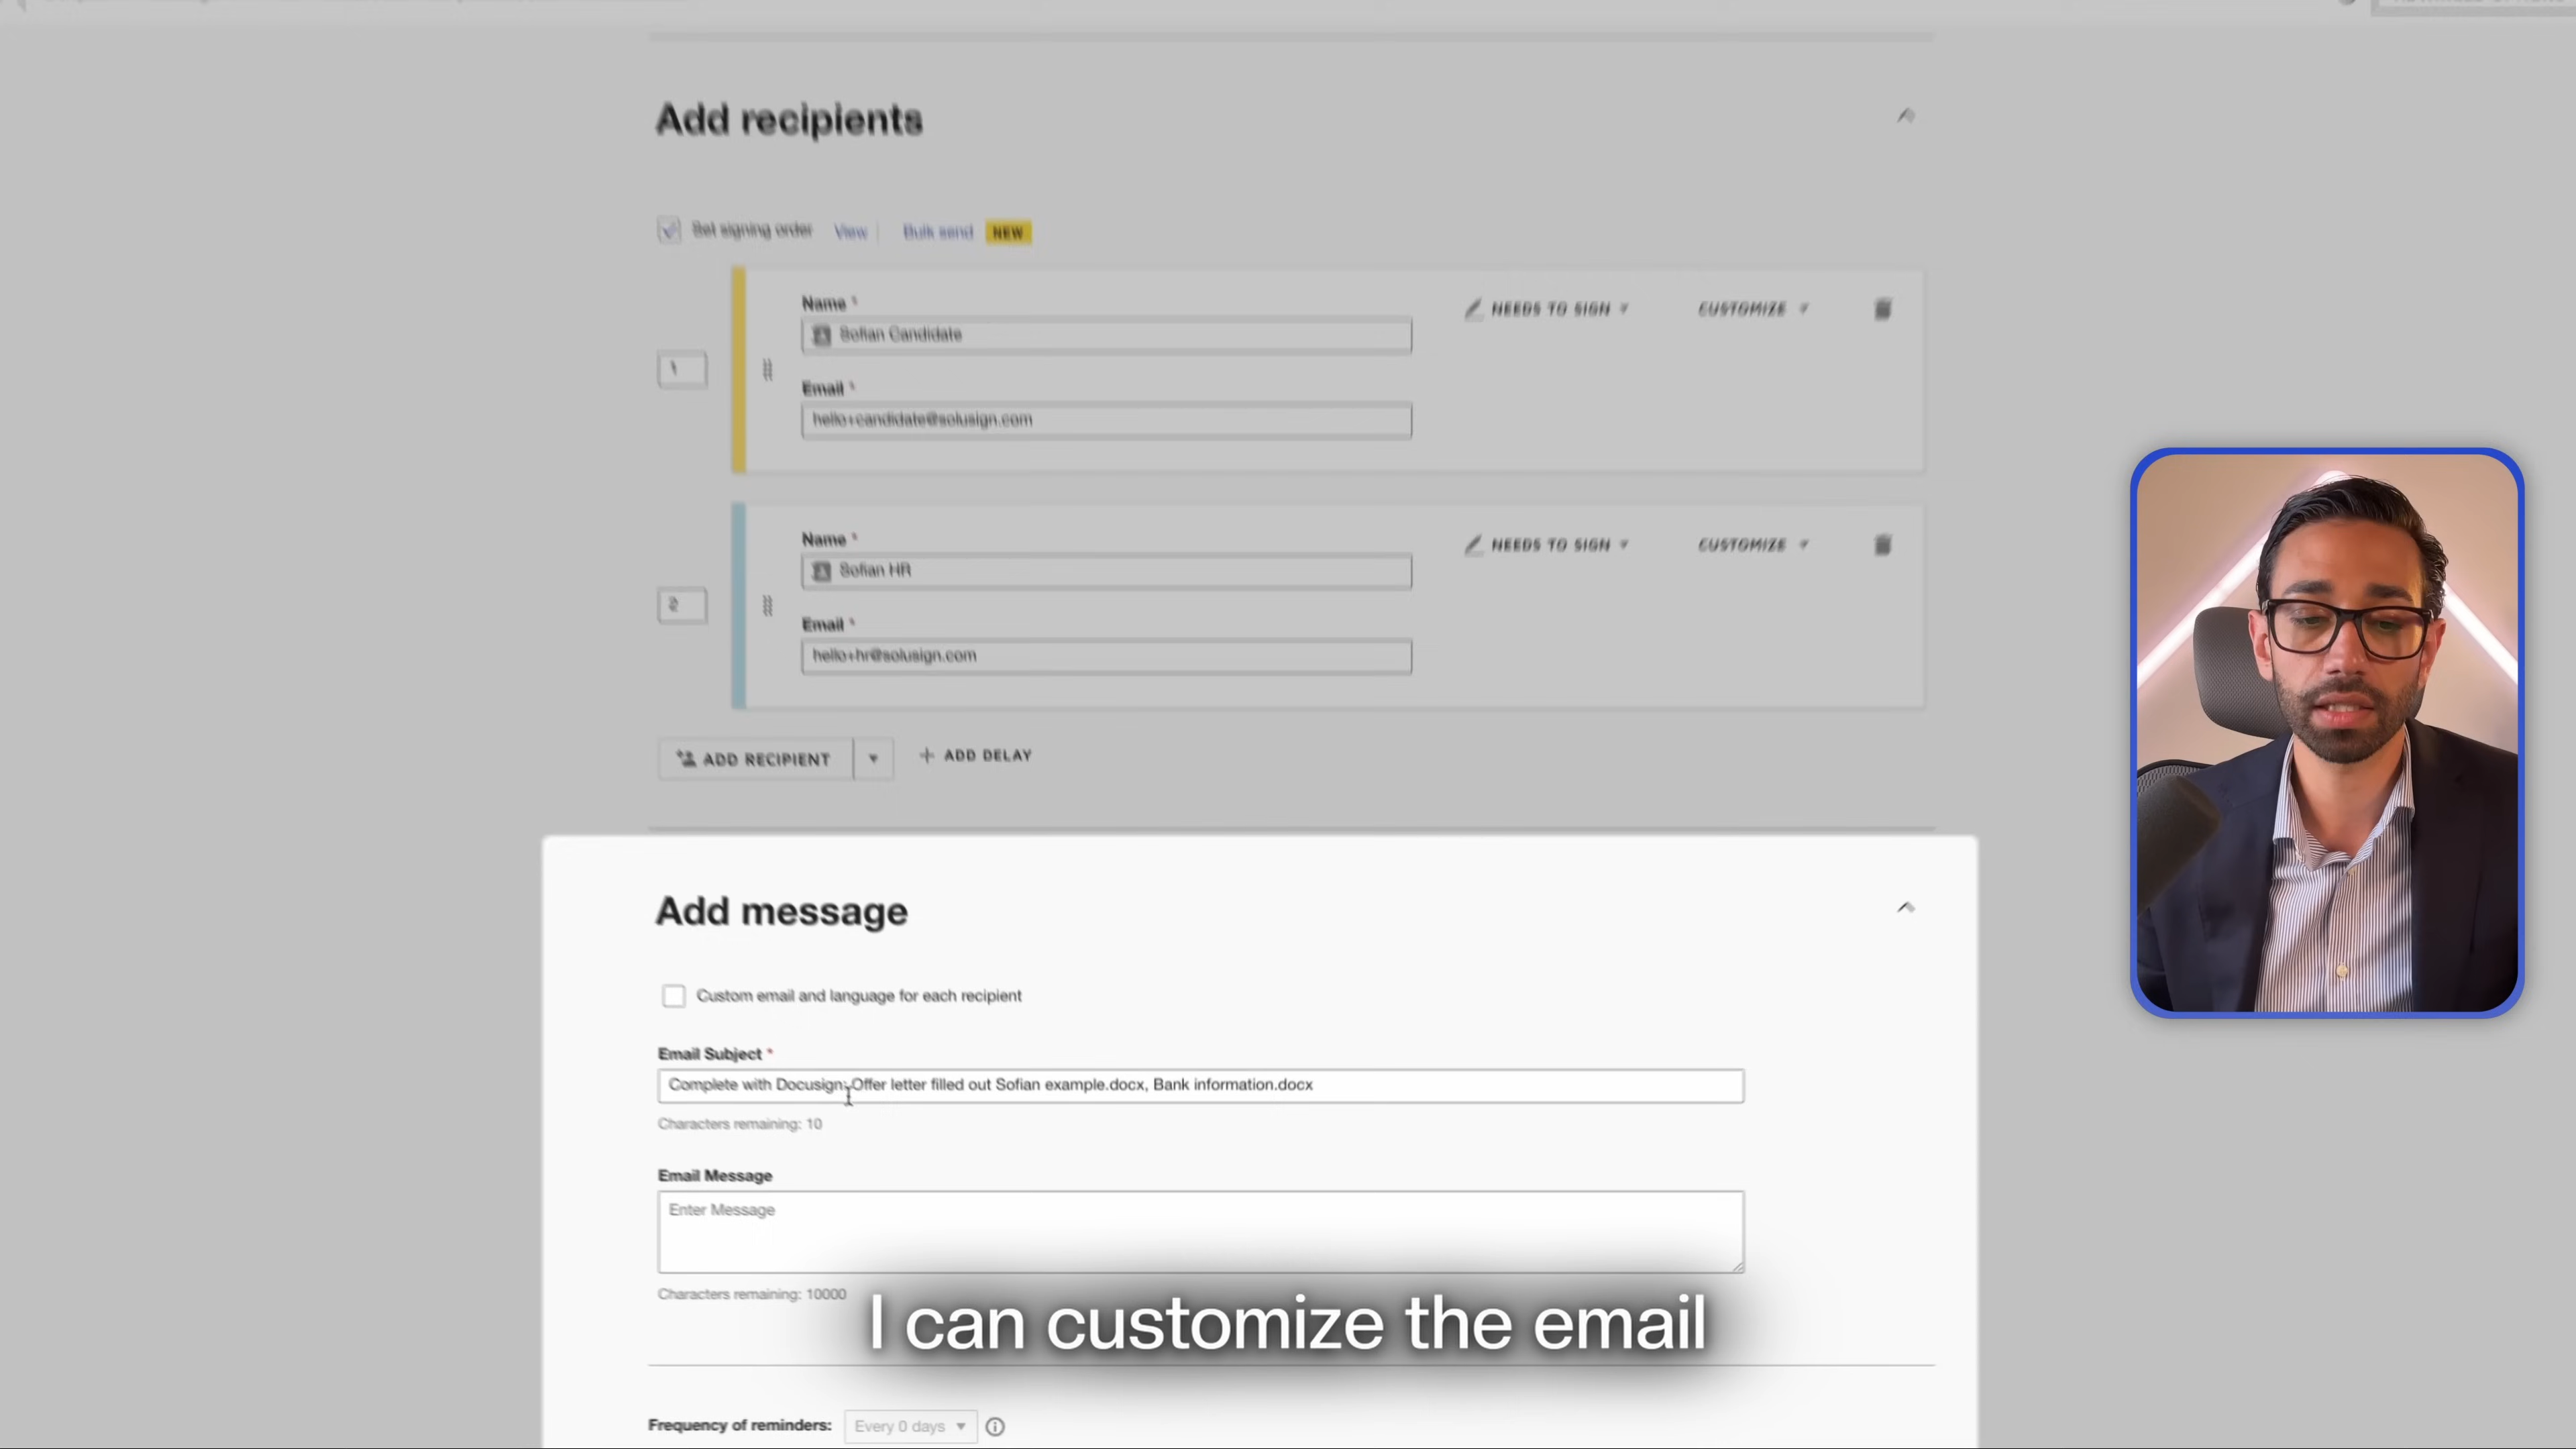 Add recipients
Set signing order View Bulk send NEW
Name *
NEEDS TO SIGN CUSTOMIZE
Sofian Candidate
1
Email *
hello+candidate@solusign.com
Name *
NEEDS TO SIGN CUSTOMIZE
Sofian HR
2
Email *
hello+hr@solusign.com
ADD RECIPIENT + ADD DELAY
Add message
Custom email and language for each recipient
Email Subject *
Complete with Docusign: Offer letter filled out Sofian example.docx, Bank information.docx
Characters remaining: 10
Email Message
Enter Message
Characters remaining: 10000
I can customize the email
Frequency of reminders: Every 0 days